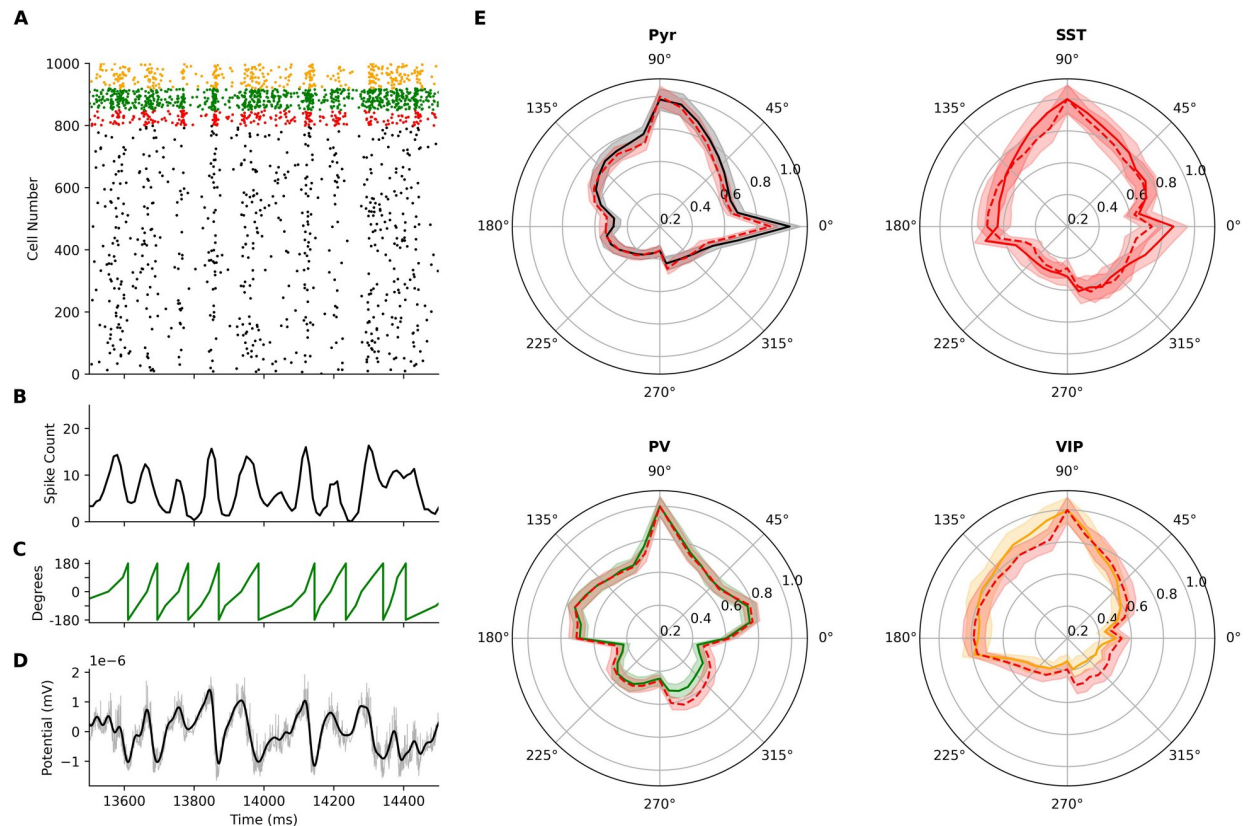 A
Cell Number
1000
800
600
400
200
0
B
Spike Count
20
10
0
C
Degrees
180
0
-180
D
1e−6
Potential (mV)
2
1
0
−1
13600 13800 14000 14200 14400
Time (ms)
E
Pyr
90°
135° 45°
180° 0.2 0.4 0.6 0.8 1.0 0°
225° 315°
270°
SST
90°
135° 45°
180° 0.2 0.4 0.6 0.8 1.0 0°
225° 315°
270°
PV
90°
135° 45°
180° 0.2 0.4 0.6 0.8 1.0 0°
225° 315°
270°
VIP
90°
135° 45°
180° 0.2 0.4 0.6 0.8 1.0 0°
225° 315°
270°